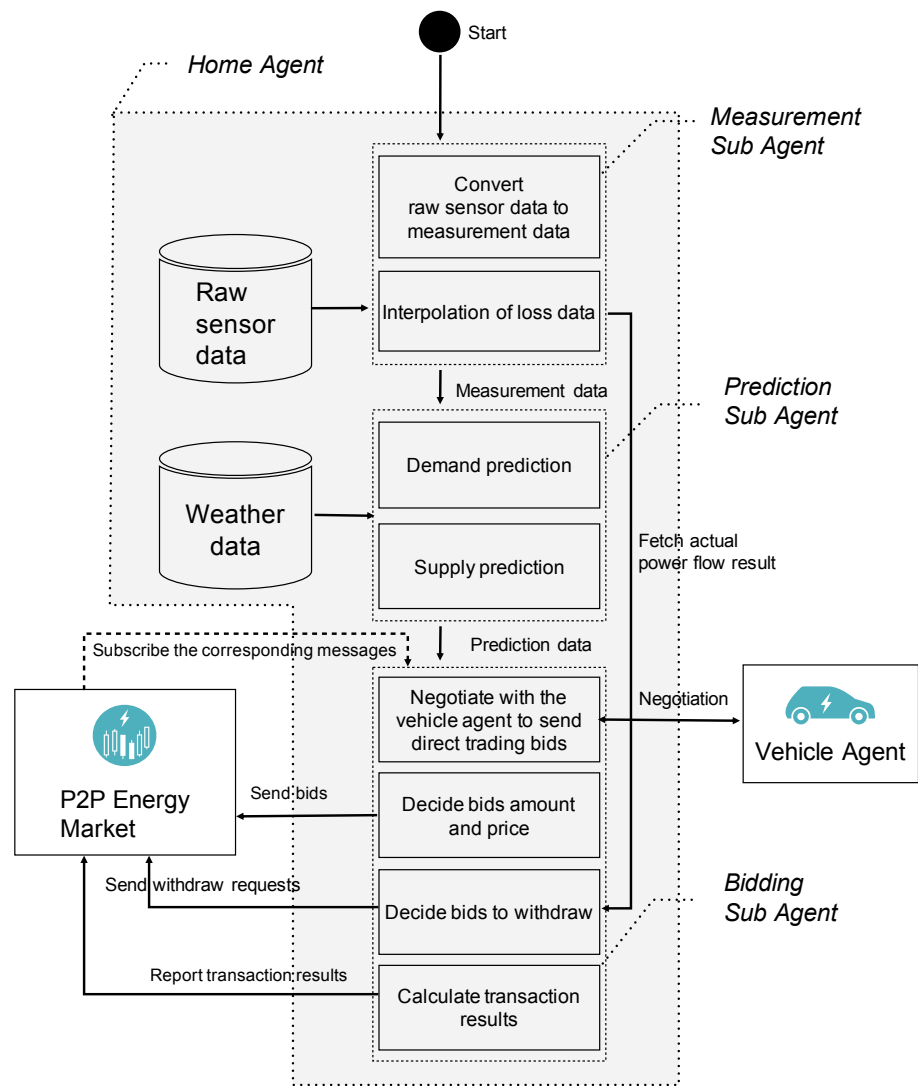 Start
Home Agent
Measurement
Sub Agent
Convert
raw sensor data to
measurement data
Raw
sensor
data
Interpolation of loss data
Measurement data
Prediction
Sub Agent
Demand prediction
Weather
data
Supply prediction
Fetch actual
power flow result
Prediction data
Subscribe the corresponding messages
Negotiate with the
vehicle agent to send
direct trading bids
Negotiation
Vehicle Agent
P2P Energy
Market
Send bids
Decide bids amount
and price
Send withdraw requests
Decide bids to withdraw
Bidding
Sub Agent
Report transaction results
Calculate transaction
results